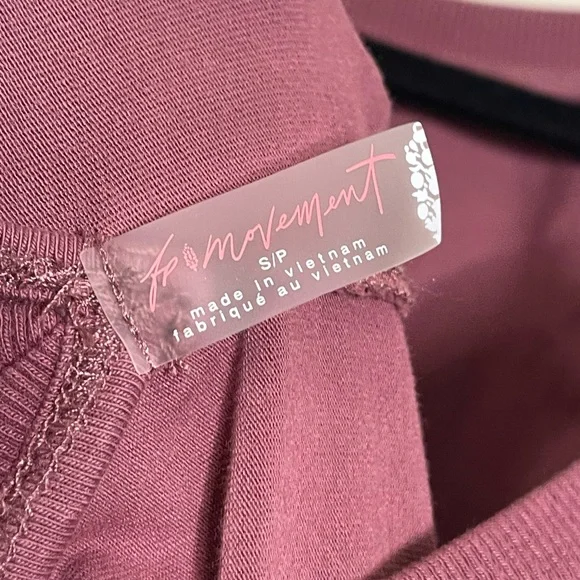 fp movement
S/P
made in vietnam
fabriqué au vietnam